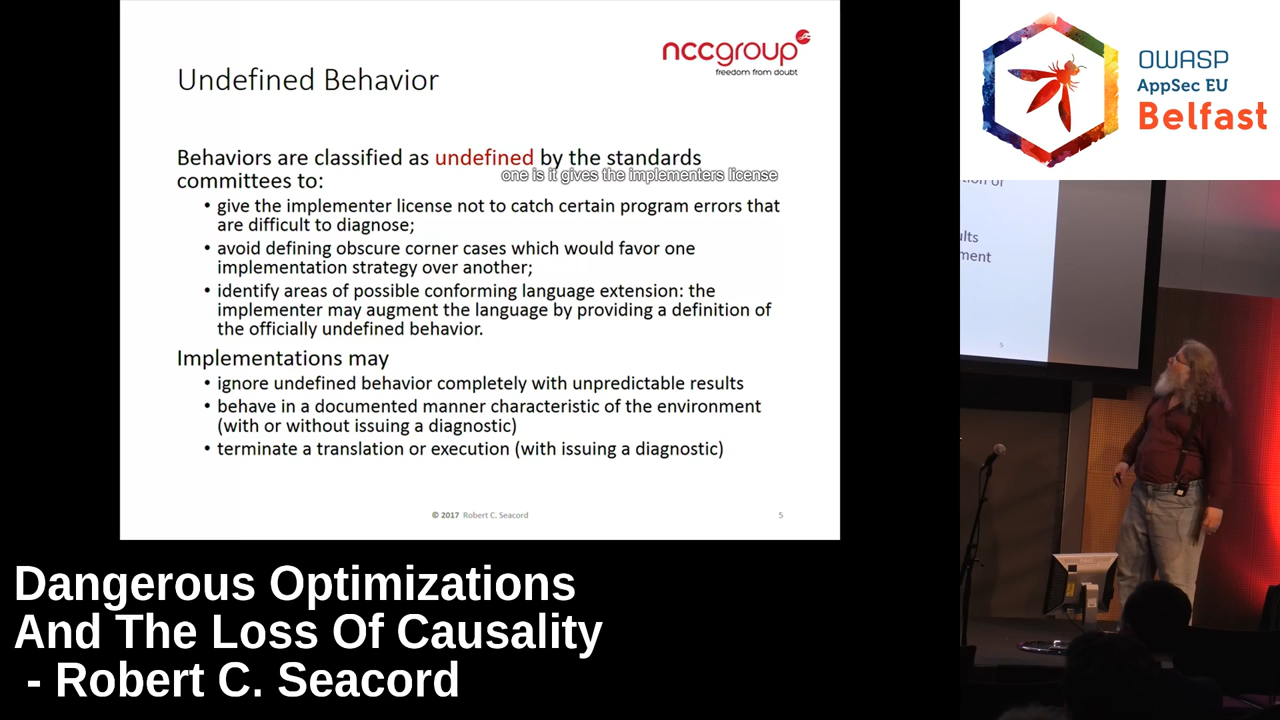 nccgroup
freedom from doubt
Undefined Behavior
Behaviors are classified as undefined by the standards
committees to:
one is it gives the implementers license
• give the implementer license not to catch certain program errors that
are difficult to diagnose;
• avoid defining obscure corner cases which would favor one
implementation strategy over another;
• identify areas of possible conforming language extension: the
implementer may augment the language by providing a definition of
the officially undefined behavior.
Implementations may
• ignore undefined behavior completely with unpredictable results
• behave in a documented manner characteristic of the environment
(with or without issuing a diagnostic)
• terminate a translation or execution (with issuing a diagnostic)
© 2017 Robert C. Seacord
5
OWASP
AppSec EU
Belfast
ults
ment
5
Dangerous Optimizations
And The Loss Of Causality
- Robert C. Seacord